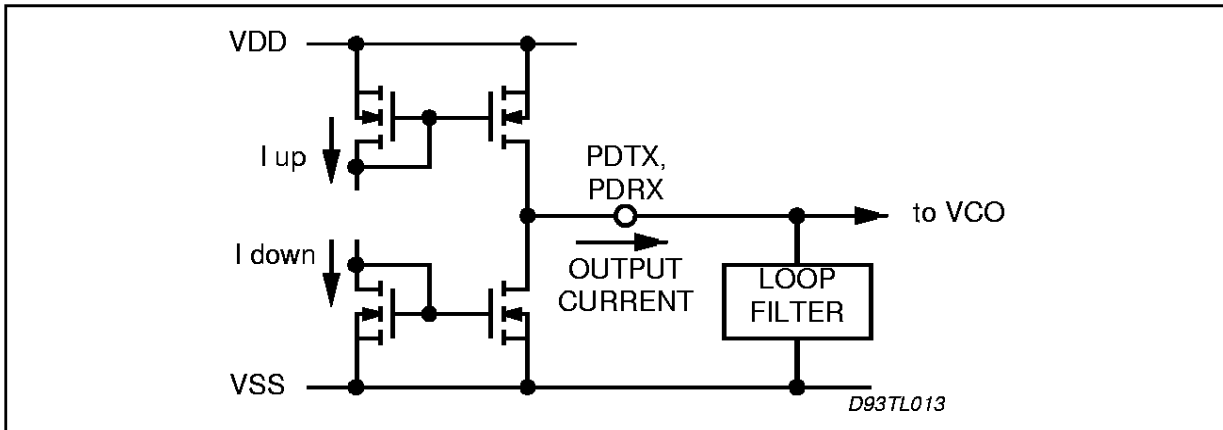 VDD
I up
PDTX,
PDRX
to VCO
I down
OUTPUT
CURRENT
LOOP
FILTER
VSS
D93TL013